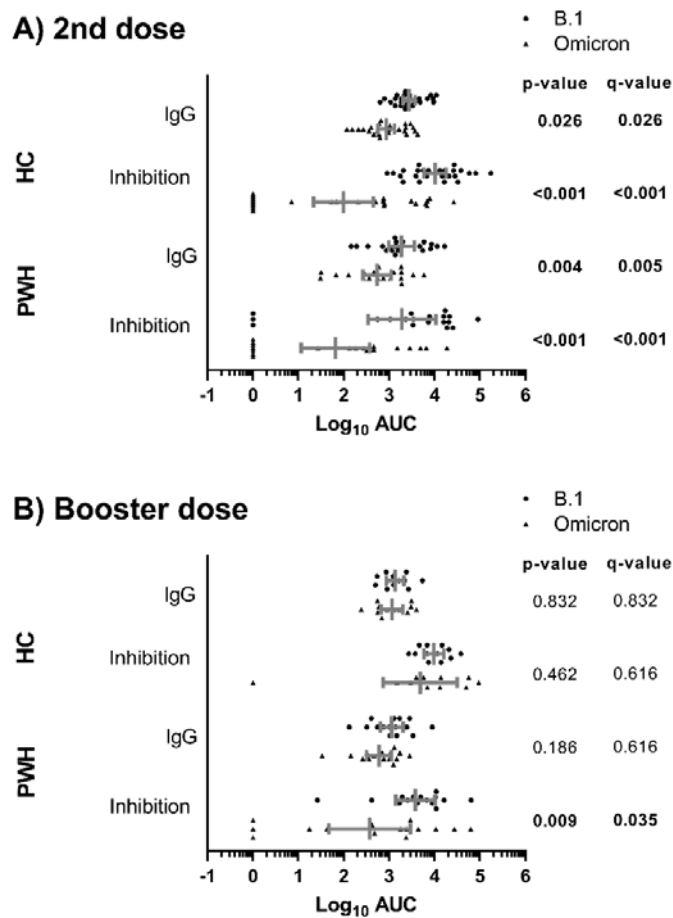 A) 2nd dose
B.1
Omicron
p-value q-value
HC
IgG
0.026 0.026
Inhibition
<0.001 <0.001
PWH
IgG
0.004 0.005
Inhibition
<0.001 <0.001
-1 0 1 2 3 4 5 6
Log10 AUC
B) Booster dose
B.1
Omicron
p-value q-value
HC
IgG
0.832 0.832
Inhibition
0.462 0.616
PWH
IgG
0.186 0.616
Inhibition
0.009 0.035
-1 0 1 2 3 4 5 6
Log10 AUC